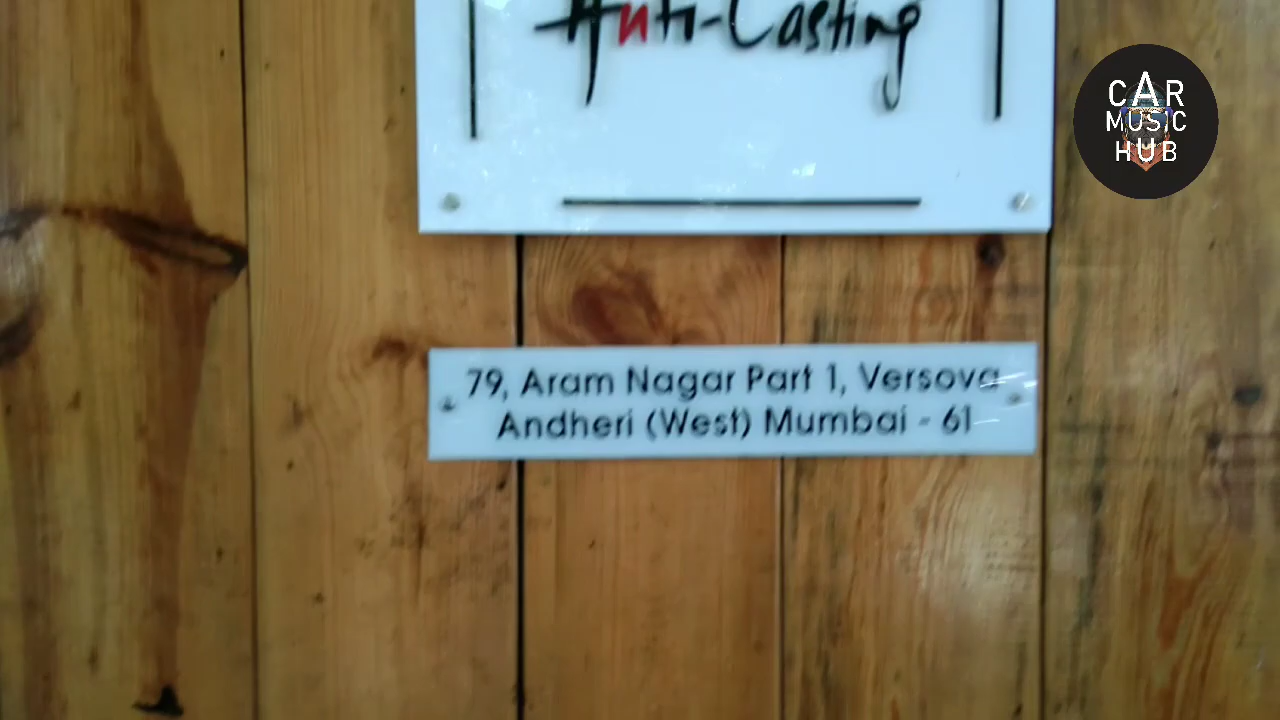 Anti-Casting
CAR
MUSIC
HUB
79, Aram Nagar Part 1, Versova
Andheri (West) Mumbai - 61